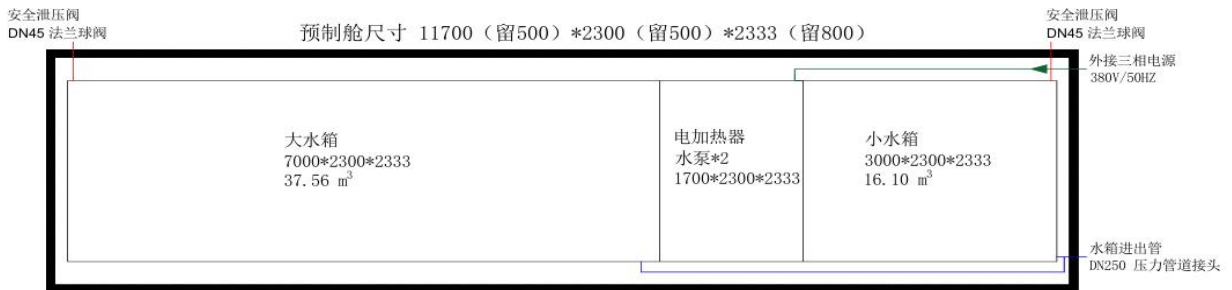 安全泄压阀
DN45 法兰球阀
预制舱尺寸 11700（留500）*2300（留500）*2333（留800）
安全泄压阀
DN45 法兰球阀
外接三相电源
380V/50HZ
大水箱
7000*2300*2333
37.56 m³
电加热器
水泵*2
1700*2300*2333
小水箱
3000*2300*2333
16.10 m³
水箱进出管
DN250 压力管道接头